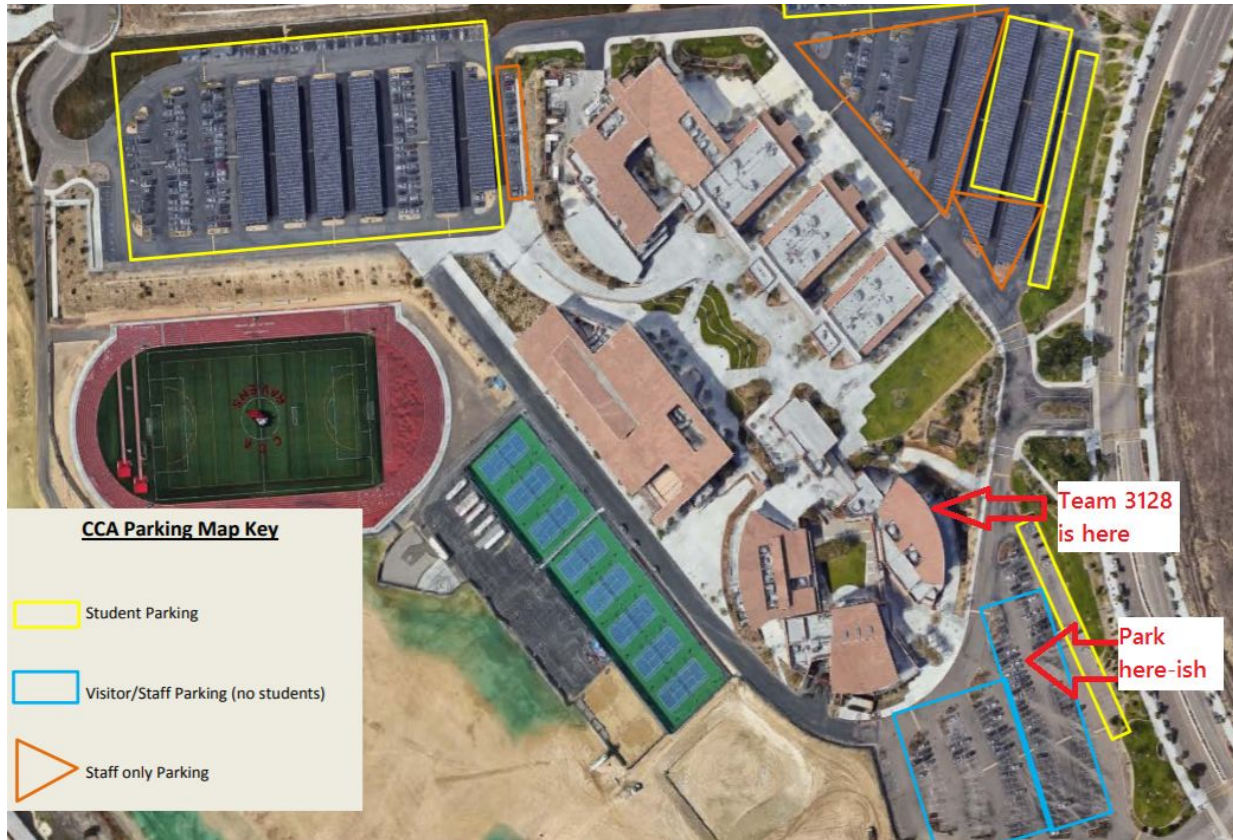 Team 3128
is here
CCA Parking Map Key
Student Parking
Park
here-ish
Visitor/Staff Parking (no students)
Staff only Parking
RAVENS